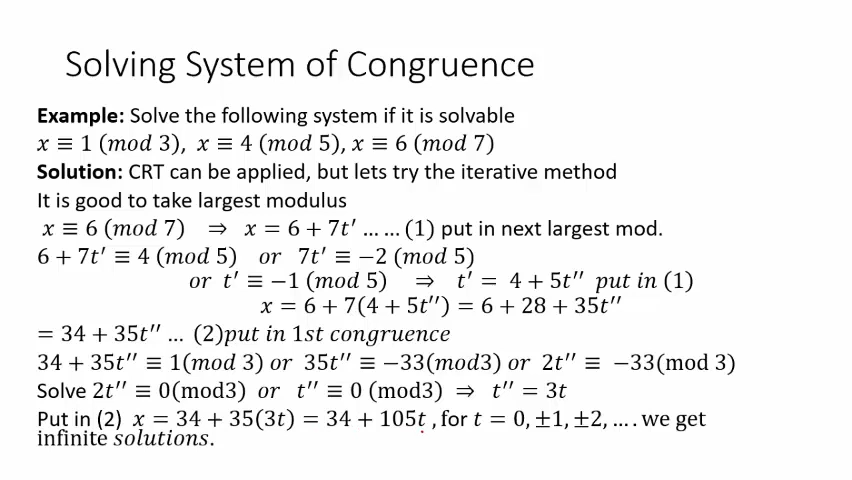 Solving System of Congruence
Example: Solve the following system if it is solvable
x ≡ 1 (mod 3), x ≡ 4 (mod 5), x ≡ 6 (mod 7)
Solution: CRT can be applied, but lets try the iterative method
It is good to take largest modulus
x ≡ 6 (mod 7) ⇒ x = 6 + 7t′ … … (1) put in next largest mod.
6 + 7t′ ≡ 4 (mod 5) or 7t′ ≡ −2 (mod 5)
or t′ ≡ −1 (mod 5) ⇒ t′ = 4 + 5t′′ put in (1)
x = 6 + 7(4 + 5t′′) = 6 + 28 + 35t′′
= 34 + 35t′′ … (2)put in 1st congruence
34 + 35t′′ ≡ 1(mod 3) or 35t′′ ≡ −33(mod3) or 2t′′ ≡ −33(mod 3)
Solve 2t′′ ≡ 0(mod3) or t′′ ≡ 0 (mod3) ⇒ t′′ = 3t
Put in (2) x = 34 + 35(3t) = 34 + 105t , for t = 0, ±1, ±2, … . we get
infinite solutions.